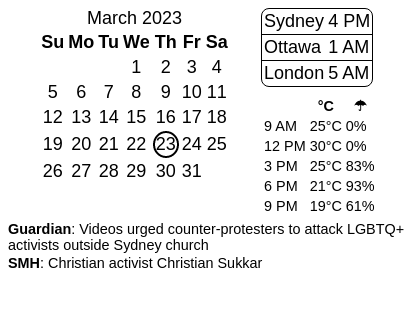 March 2023
Su Mo Tu We Th Fr Sa
1 2 3 4
5 6 7 8 9 10 11
12 13 14 15 16 17 18
19 20 21 22 23 24 25
26 27 28 29 30 31
Sydney 4 PM
Ottawa 1 AM
London 5 AM
°C ☂
9 AM 25°C 0%
12 PM 30°C 0%
3 PM 25°C 83%
6 PM 21°C 93%
9 PM 19°C 61%
Guardian: Videos urged counter-protesters to attack LGBTQ+
activists outside Sydney church
SMH: Christian activist Christian Sukkar